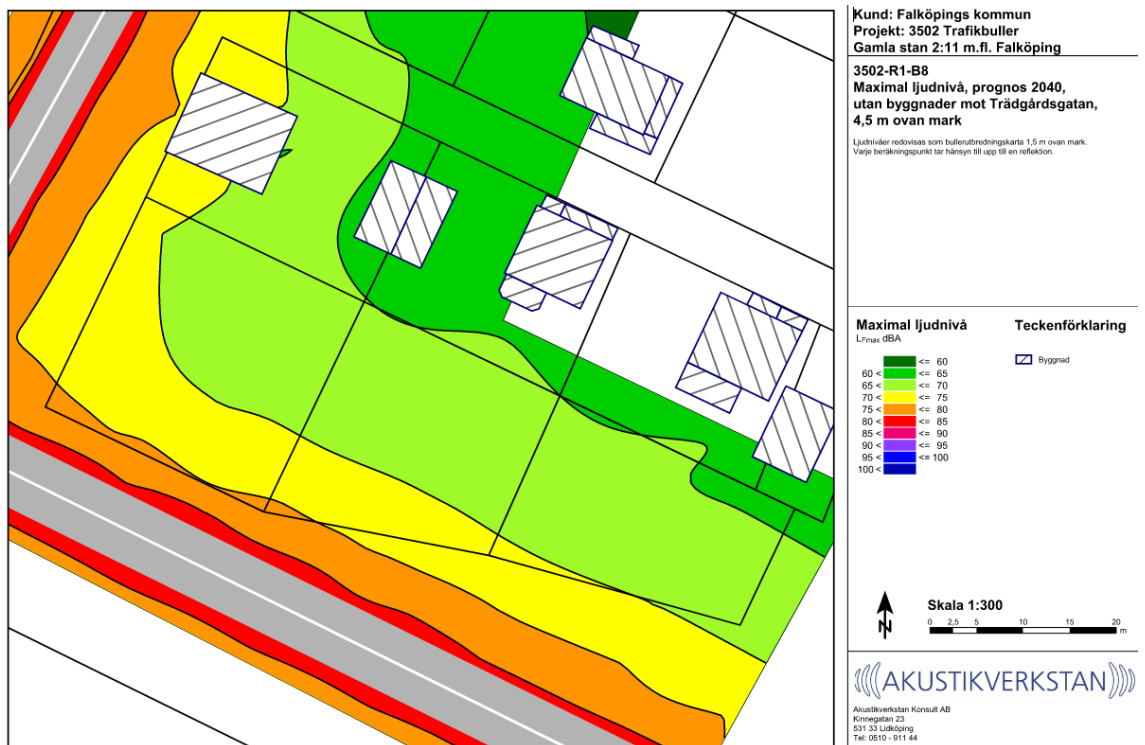 Kund: Falköpings kommun
Projekt: 3502 Trafikbuller
Gamla stan 2:11 m.fl. Falköping
3502-R1-B8
Maximal ljudnivå, prognos 2040,
utan byggnader mot Trädgårdsgatan,
4,5 m ovan mark
Ljudnivåer redovisas som bullerutbredningskarta 1,5 m ovan mark.
Varje beräkningspunkt tar hänsyn till upp till en reflektion.
Maximal ljudnivå
LFmax dBA
<= 60
60 < <= 65
65 < <= 70
70 < <= 75
75 < <= 80
80 < <= 85
85 < <= 90
90 < <= 95
95 < <= 100
100 <
Teckenförklaring
Byggnad
N
Skala 1:300
0 2,5 5 10 15 20
m
AKUSTIKVERKSTAN
Akustikverkstan Konsult AB
Kinnegatan 23
531 33 Lidköping
Tel: 0510 - 911 44